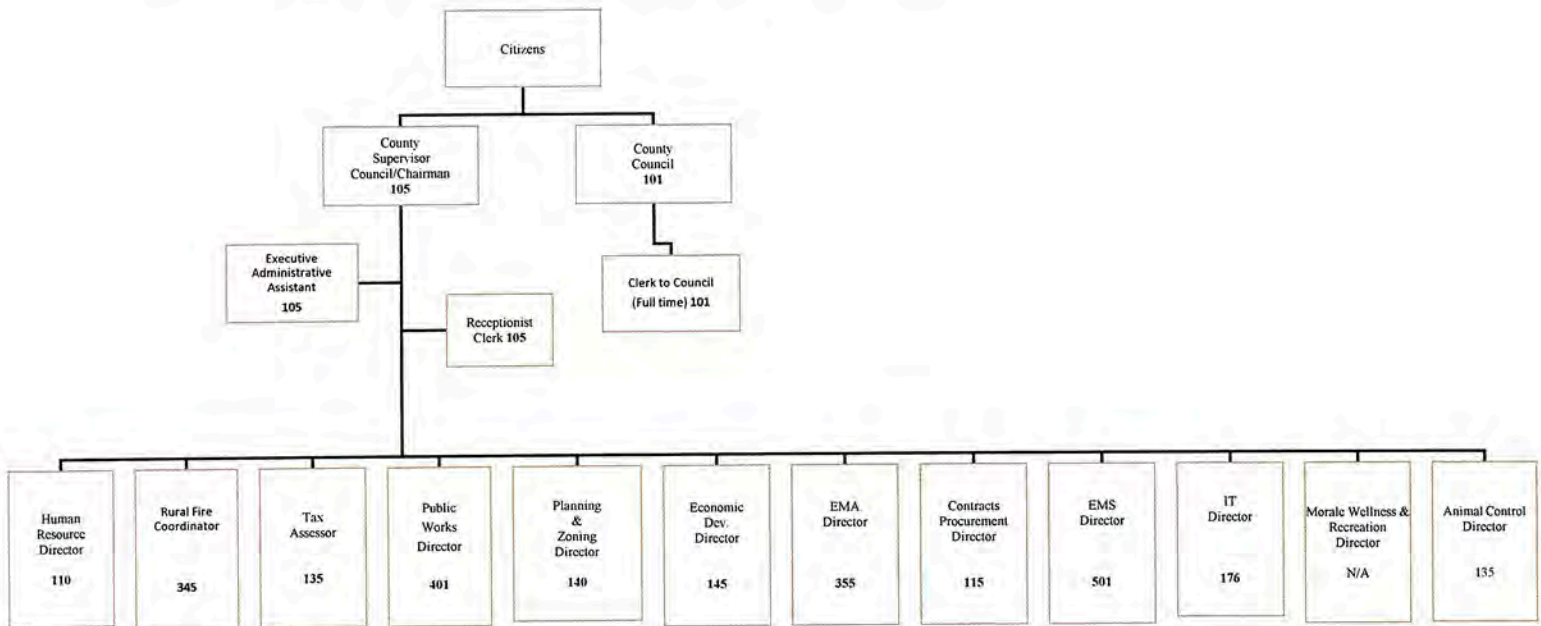 Citizens
County
Supervisor
Council/Chairman
105
County
Council
101
Executive
Administrative
Assistant
105
Clerk to Council
(Full time) 101
Receptionist
Clerk 105
Human
Resource
Director
110
Rural Fire
Coordinator
345
Tax
Assessor
135
Public
Works
Director
401
Planning
&
Zoning
Director
140
Economic
Dev.
Director
145
EMA
Director
355
Contracts
Procurement
Director
115
EMS
Director
501
IT
Director
176
Morale Wellness &
Recreation
Director
N/A
Animal Control
Director
135